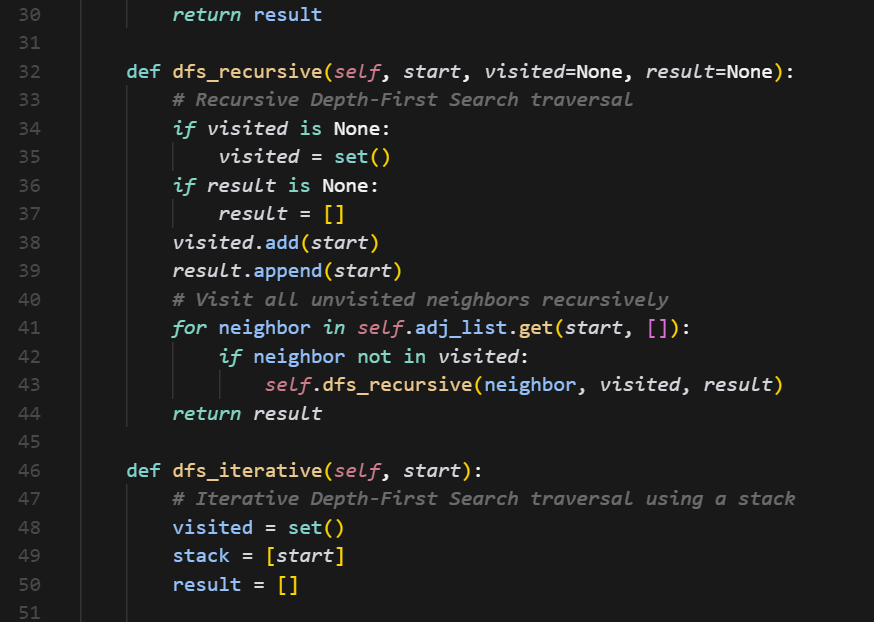 30 return result
31
32 def dfs_recursive(self, start, visited=None, result=None):
33 # Recursive Depth-First Search traversal
34 if visited is None:
35 visited = set()
36 if result is None:
37 result = []
38 visited.add(start)
39 result.append(start)
40 # Visit all unvisited neighbors recursively
41 for neighbor in self.adj_list.get(start, []):
42 if neighbor not in visited:
43 self.dfs_recursive(neighbor, visited, result)
44 return result
45
46 def dfs_iterative(self, start):
47 # Iterative Depth-First Search traversal using a stack
48 visited = set()
49 stack = [start]
50 result = []
51